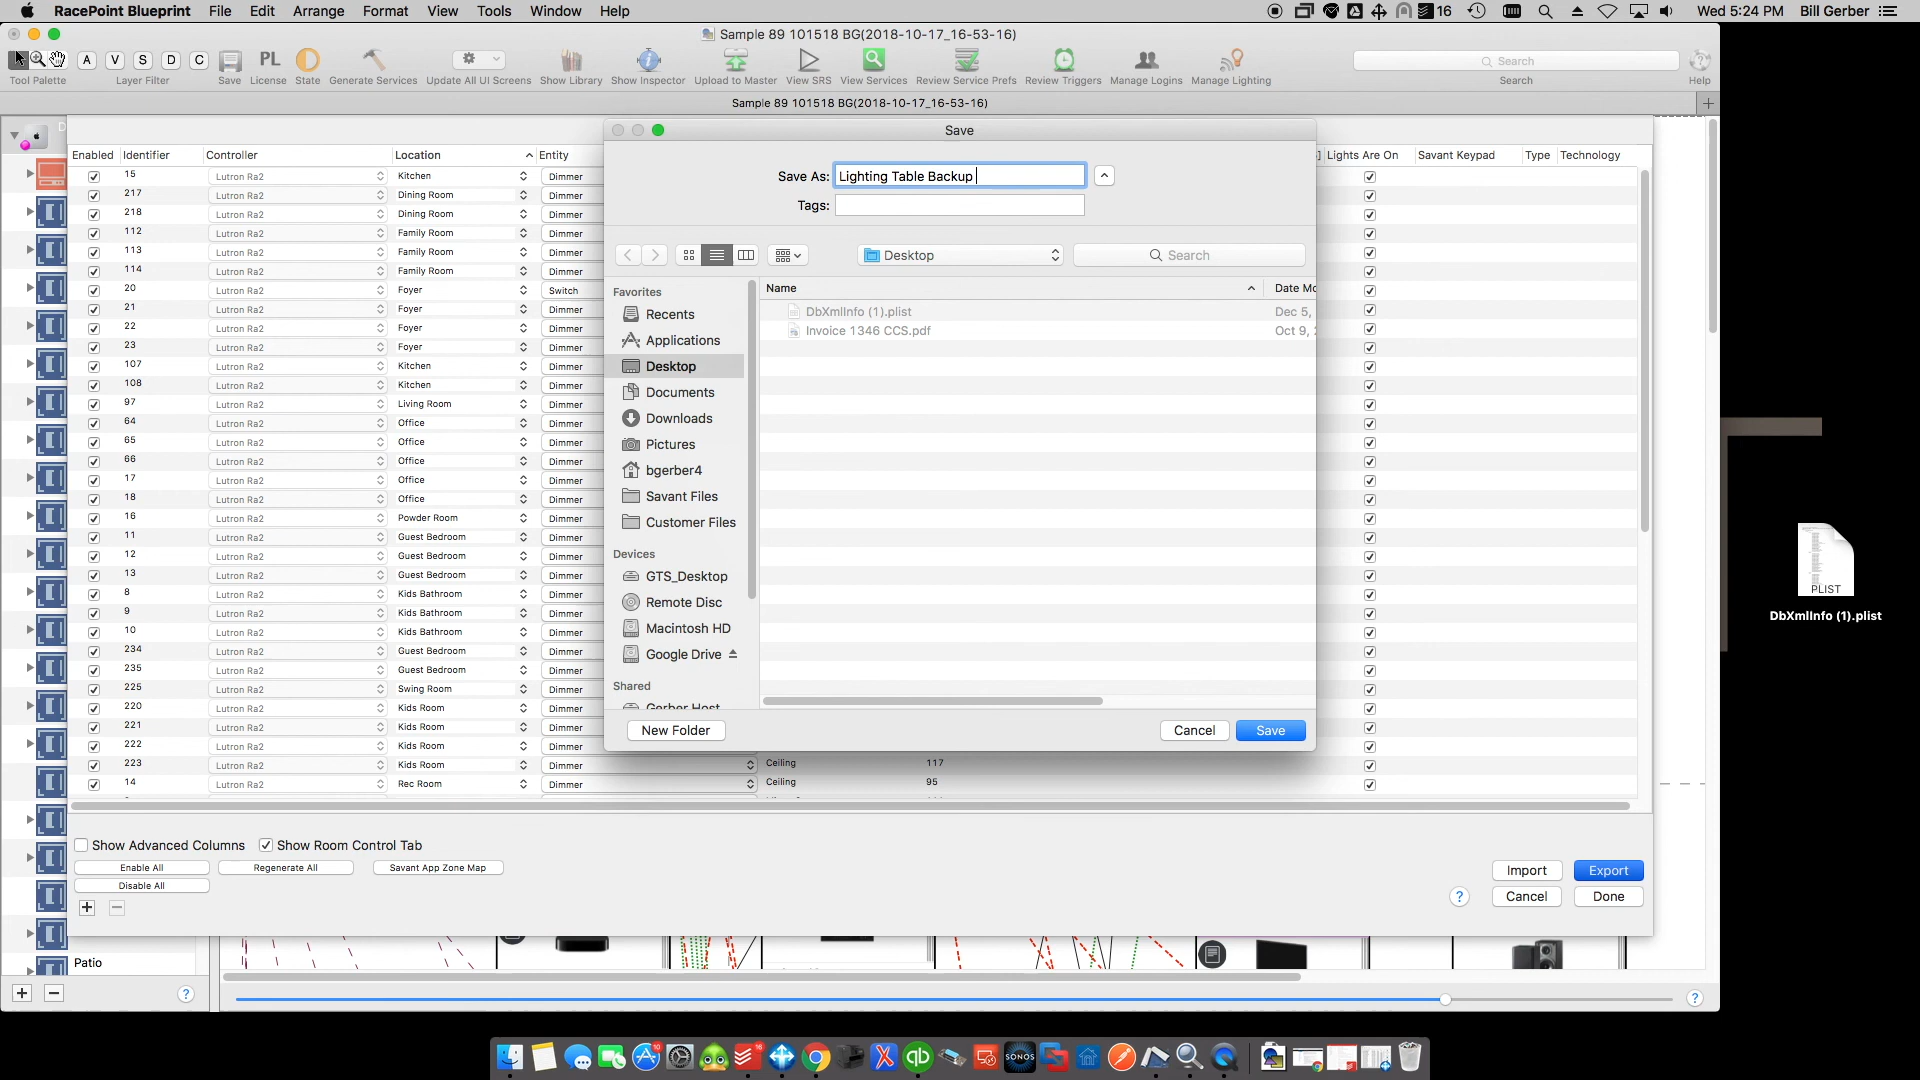 RacePoint Blueprint File Edit Arrange Format View Tools Window Help 16 Wed 5:24 PM Bill Gerber
Sample 89 101518 BG(2018-10-17_16-53-16)
A V S D C PL Search
Tool Palette Layer Filter Save License State Generate Services Update All UI Screens Show Library Show Inspector Upload to Master View SRS View Services Review Service Prefs Review Triggers Manage Logins Manage Lighting Search Help
Sample 89 101518 BG(2018-10-17_16-53-16)
Save
Enabled Identifier Controller Location Entity Lights Are On Savant Keypad Type Technology
15 Lutron Ra2 Kitchen Dimmer
217 Lutron Ra2 Dining Room Dimmer
218 Lutron Ra2 Dining Room Dimmer
112 Lutron Ra2 Family Room Dimmer
113 Lutron Ra2 Family Room Dimmer
114 Lutron Ra2 Family Room Dimmer
20 Lutron Ra2 Foyer Switch
21 Lutron Ra2 Foyer Dimmer
22 Lutron Ra2 Foyer Dimmer
23 Lutron Ra2 Foyer Dimmer
107 Lutron Ra2 Kitchen Dimmer
108 Lutron Ra2 Kitchen Dimmer
97 Lutron Ra2 Living Room Dimmer
64 Lutron Ra2 Office Dimmer
65 Lutron Ra2 Office Dimmer
66 Lutron Ra2 Office Dimmer
17 Lutron Ra2 Office Dimmer
18 Lutron Ra2 Office Dimmer
16 Lutron Ra2 Powder Room Dimmer
11 Lutron Ra2 Guest Bedroom Dimmer
12 Lutron Ra2 Guest Bedroom Dimmer
13 Lutron Ra2 Guest Bedroom Dimmer
8 Lutron Ra2 Kids Bathroom Dimmer
9 Lutron Ra2 Kids Bathroom Dimmer
10 Lutron Ra2 Kids Bathroom Dimmer
234 Lutron Ra2 Guest Bedroom Dimmer
235 Lutron Ra2 Guest Bedroom Dimmer
225 Lutron Ra2 Swing Room Dimmer
220 Lutron Ra2 Kids Room Dimmer
221 Lutron Ra2 Kids Room Dimmer
222 Lutron Ra2 Kids Room Dimmer
223 Lutron Ra2 Kids Room Dimmer Ceiling 117
14 Lutron Ra2 Rec Room Dimmer Ceiling 95
Save As: Lighting Table Backup
Tags:
Desktop Search
Favorites
Recents
Applications
Desktop
Documents
Downloads
Pictures
bgerber4
Savant Files
Customer Files
Devices
GTS_Desktop
Remote Disc
Macintosh HD
Google Drive
Shared
Gerber Host
Name Date Mo
DbXmlInfo (1).plist Dec 5,
Invoice 1346 CCS.pdf Oct 9,
New Folder Cancel Save
PLIST
DbXmlInfo (1).plist
Show Advanced Columns Show Room Control Tab
Enable All Regenerate All Savant App Zone Map
Disable All
Import Export
? Cancel Done
Patio
?
?
SONOS